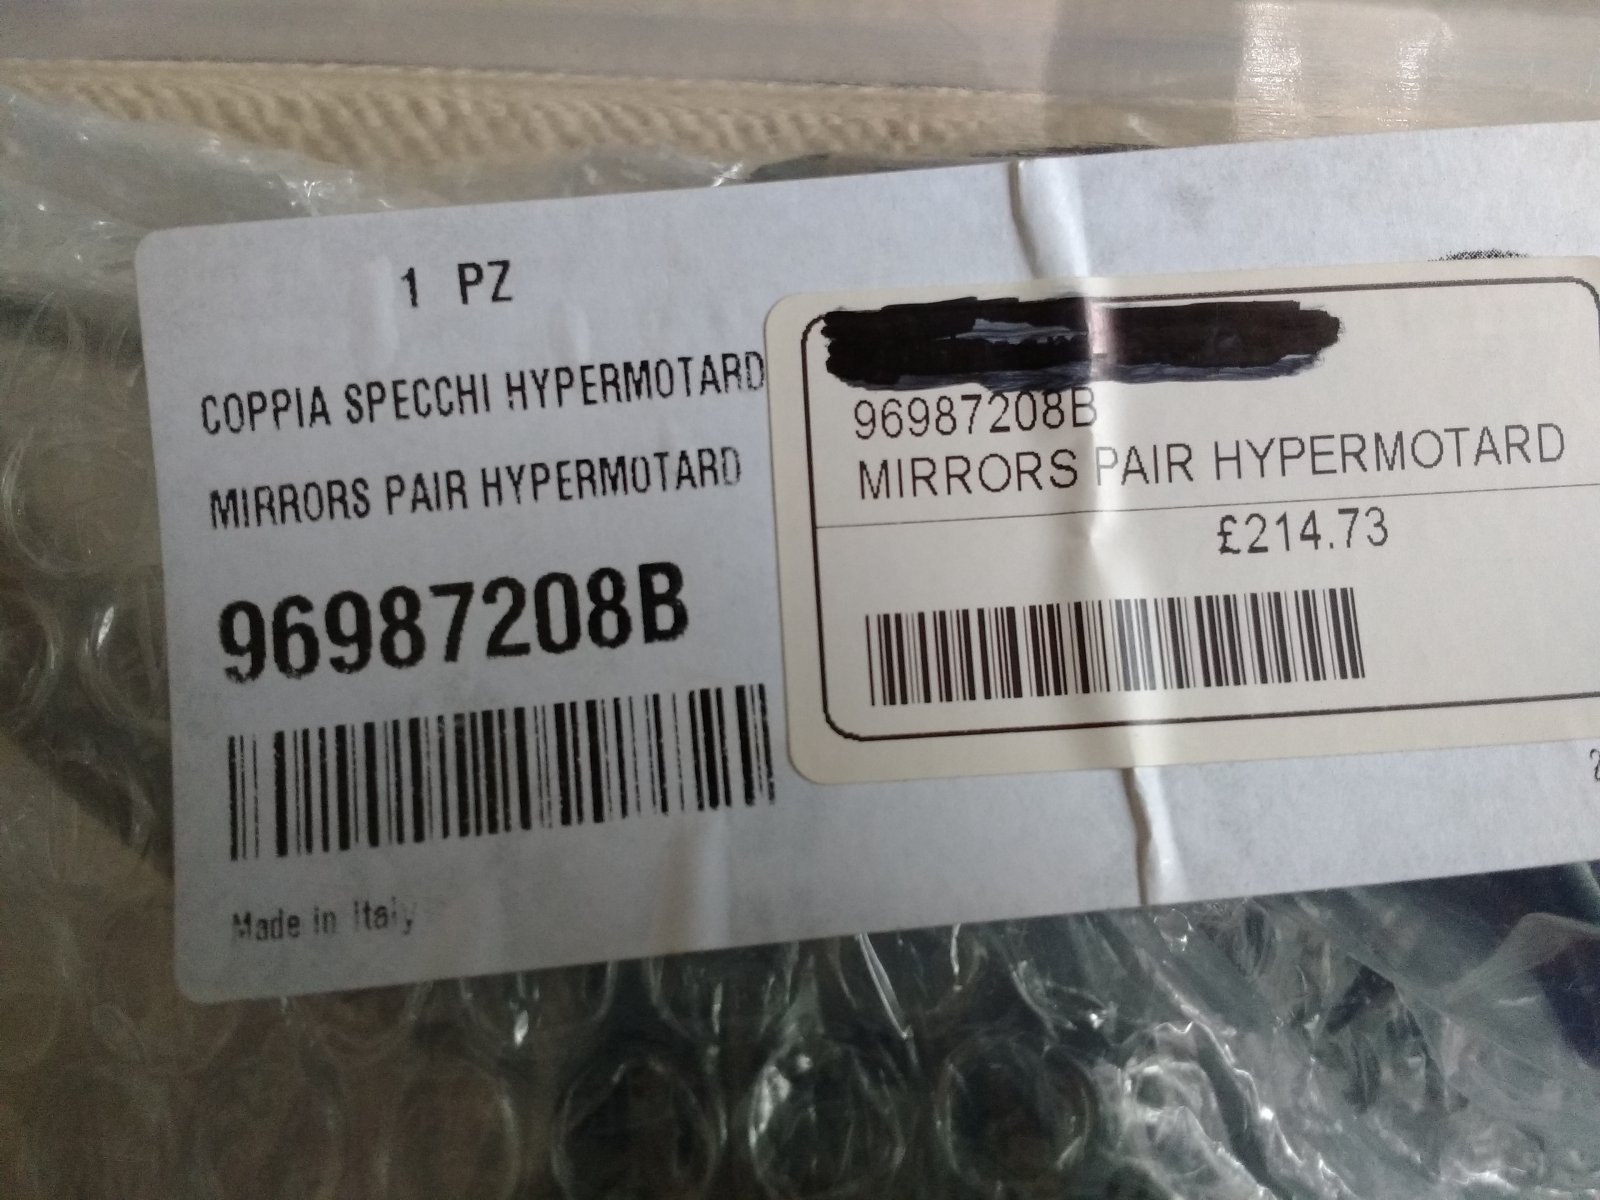 1 PZ
COPPIA SPECCHI HYPERMOTARD
MIRRORS PAIR HYPERMOTARD
96987208B
Made in Italy
96987208B
MIRRORS PAIR HYPERMOTARD
£214.73